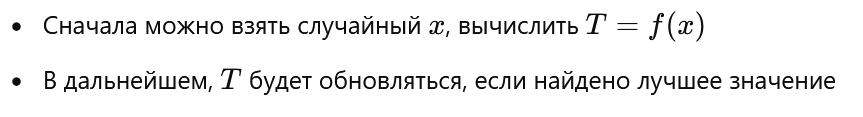 • Сначала можно взять случайный x, вычислить T = f(x)
• В дальнейшем, T будет обновляться, если найдено лучшее значение